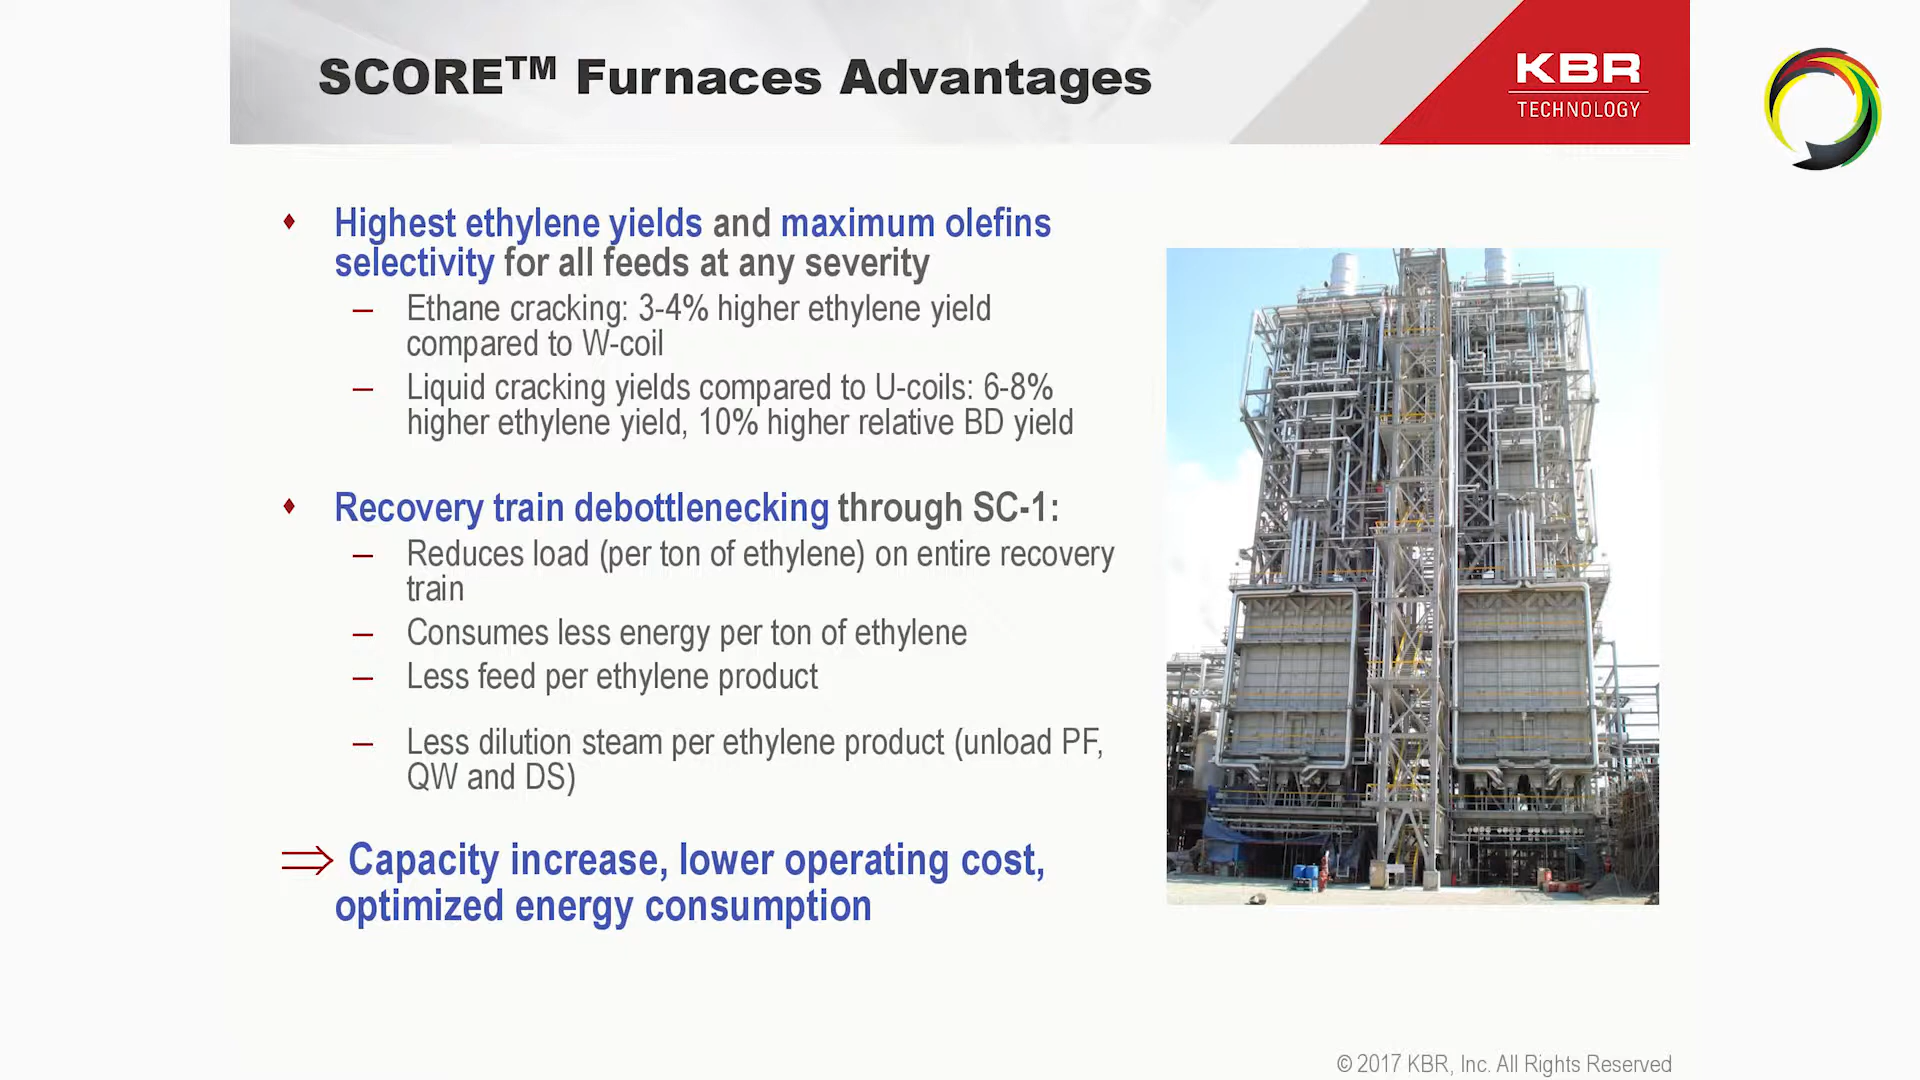 SCORE™ Furnaces Advantages
KBR
TECHNOLOGY
♦ Highest ethylene yields and maximum olefins
selectivity for all feeds at any severity
– Ethane cracking: 3-4% higher ethylene yield
compared to W-coil
– Liquid cracking yields compared to U-coils: 6-8%
higher ethylene yield, 10% higher relative BD yield
♦ Recovery train debottlenecking through SC-1:
– Reduces load (per ton of ethylene) on entire recovery
train
– Consumes less energy per ton of ethylene
– Less feed per ethylene product
– Less dilution steam per ethylene product (unload PF,
QW and DS)
⇒ Capacity increase, lower operating cost,
optimized energy consumption
© 2017 KBR, Inc. All Rights Reserved